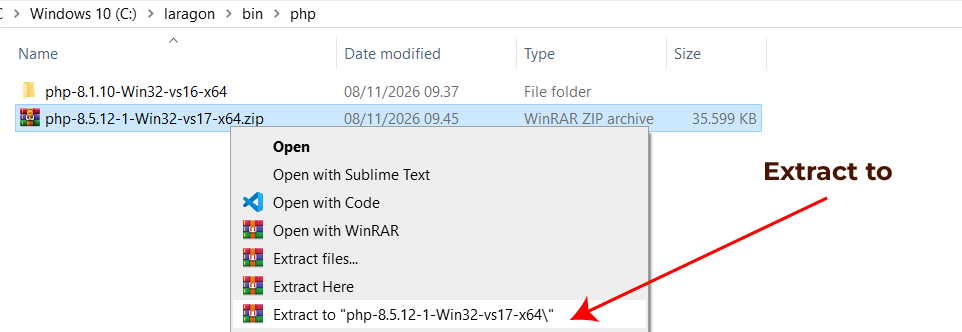 Windows 10 (C:) > laragon > bin > php
Name Date modified Type Size
php-8.1.10-Win32-vs16-x64 08/11/2026 09.37 File folder
php-8.5.12-1-Win32-vs17-x64.zip 08/11/2026 09.45 WinRAR ZIP archive 35.599 KB
Open
Open with Sublime Text
Open with Code
Open with WinRAR
Extract files...
Extract Here
Extract to "php-8.5.12-1-Win32-vs17-x64\"
Extract to